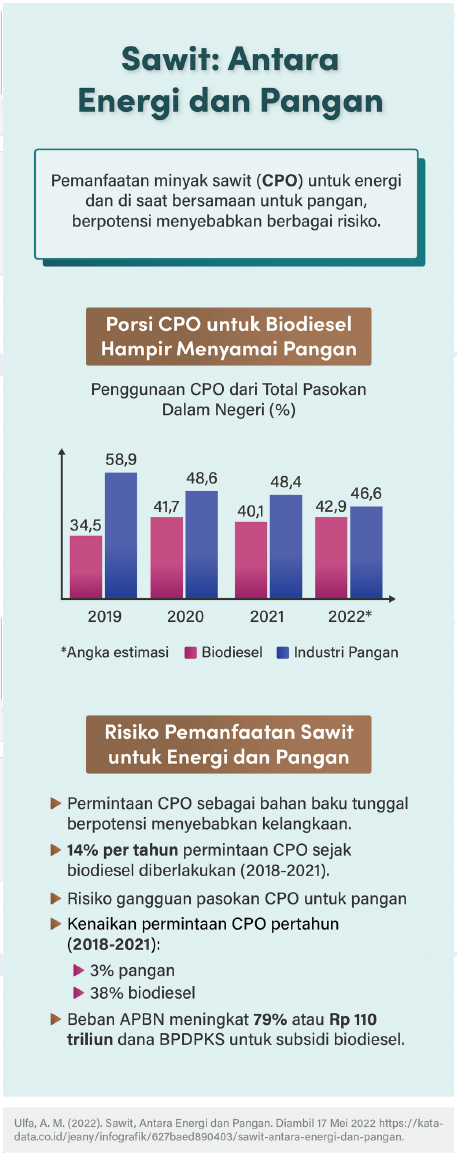 Sawit: Antara
Energi dan Pangan
Pemanfaatan minyak sawit (CPO) untuk energi
dan di saat bersamaan untuk pangan,
berpotensi menyebabkan berbagai risiko.
Porsi CPO untuk Biodiesel
Hampir Menyamai Pangan
Penggunaan CPO dari Total Pasokan
Dalam Negeri (%)
34,5 58,9 41,7 48,6 40,1 48,4 42,9 46,6
2019 2020 2021 2022*
*Angka estimasi Biodiesel Industri Pangan
Risiko Pemanfaatan Sawit
untuk Energi dan Pangan
Permintaan CPO sebagai bahan baku tunggal
berpotensi menyebabkan kelangkaan.
14% per tahun permintaan CPO sejak
biodiesel diberlakukan (2018-2021).
Risiko gangguan pasokan CPO untuk pangan
Kenaikan permintaan CPO pertahun
(2018-2021):
3% pangan
38% biodiesel
Beban APBN meningkat 79% atau Rp 110
triliun dana BPDPKS untuk subsidi biodiesel.
Ulfa, A. M. (2022). Sawit, Antara Energi dan Pangan. Diambil 17 Mei 2022 https://kata-
data.co.id/jeany/infografik/627baed890403/sawit-antara-energi-dan-pangan.